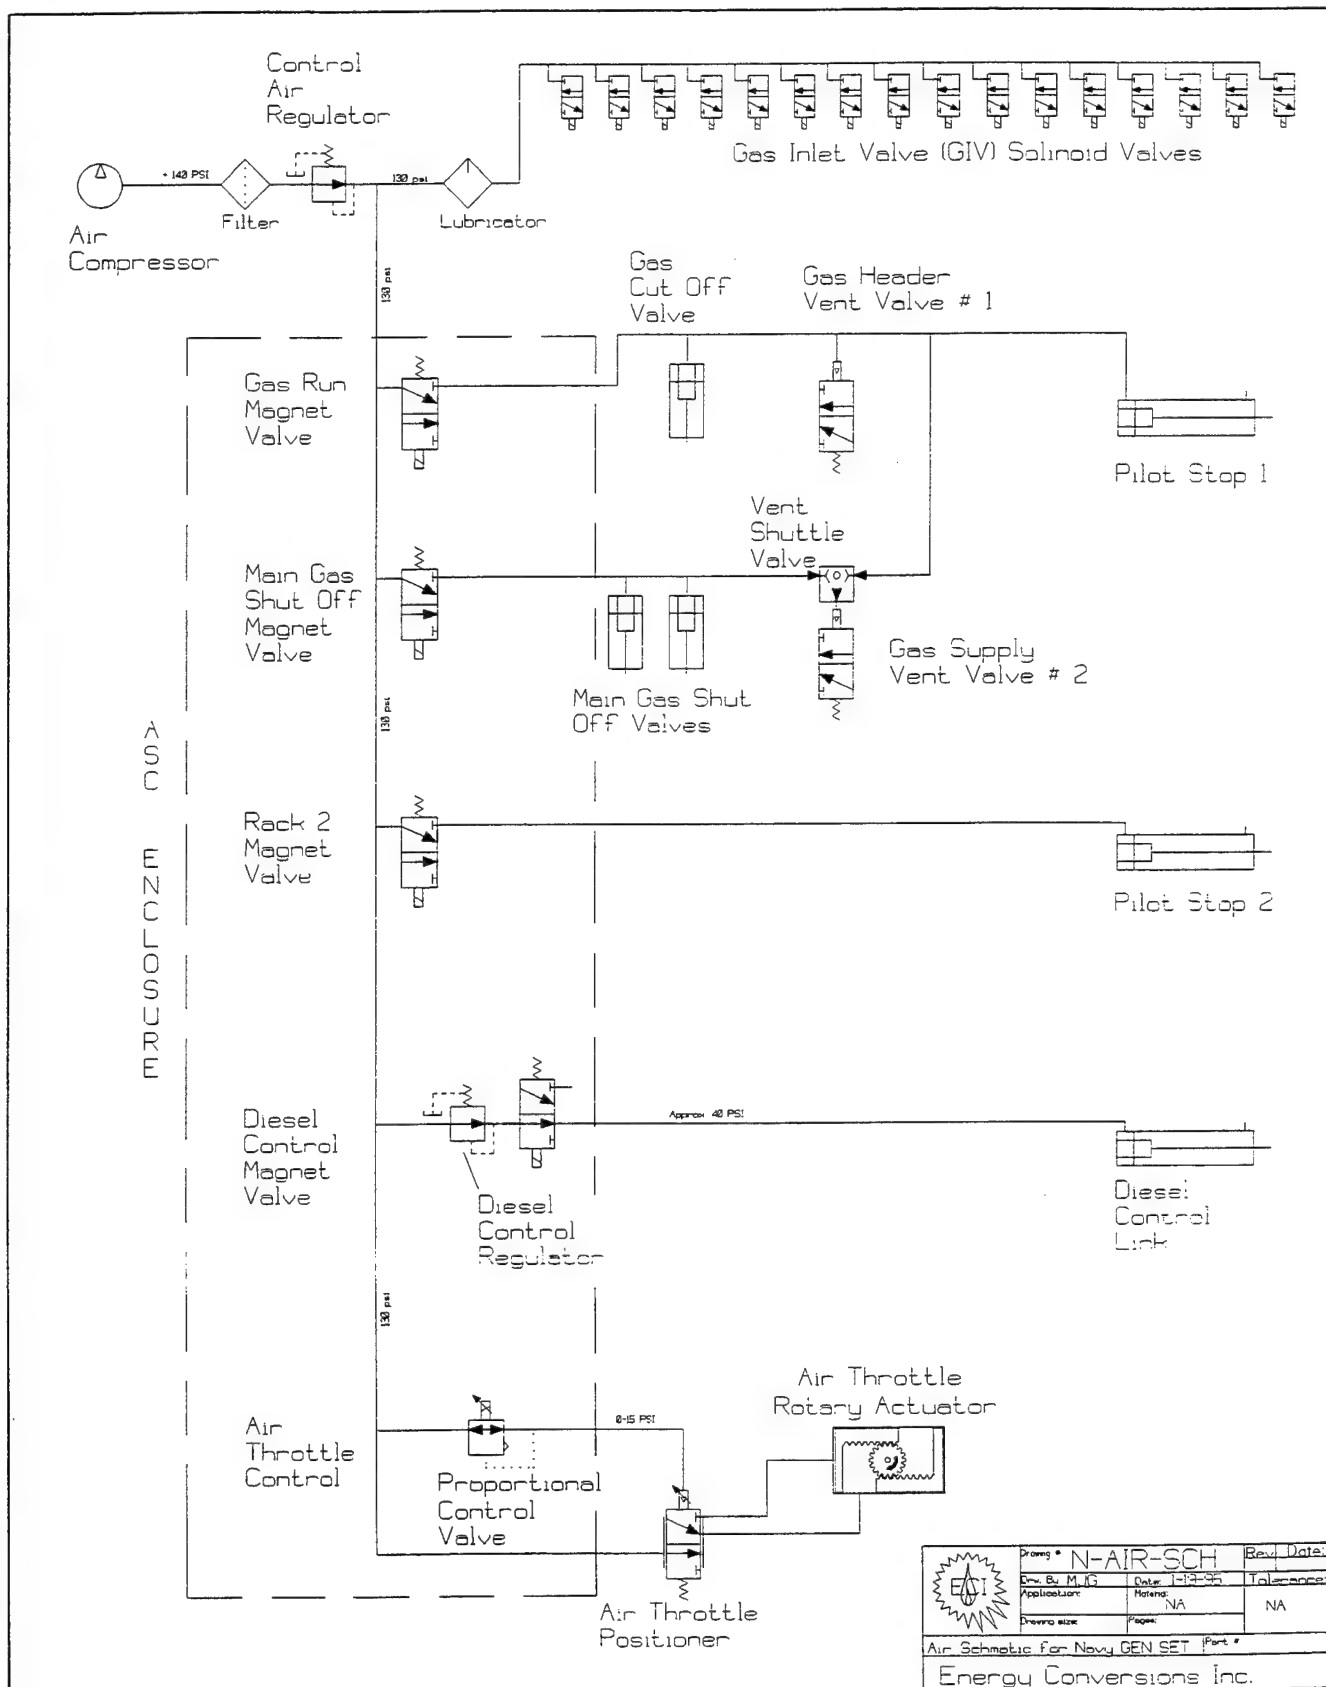 Control
Air
Regulator
Gas Inlet Valve (GIV) Solinoid Valves
+ 140 PSI
130 psi
Filter
Lubricator
Air
Compressor
130 psi
Gas
Cut Off
Valve
Gas Header
Vent Valve # 1
Gas Run
Magnet
Valve
Pilot Stop 1
Vent
Shuttle
Valve
Main Gas
Shut Off
Magnet
Valve
Gas Supply
Vent Valve # 2
Main Gas Shut
Off Valves
130 psi
ASC ENCLOSURE
Rack 2
Magnet
Valve
Pilot Stop 2
Diesel
Control
Magnet
Valve
Approx 40 PSI
Diesel
Control
Regulator
Diesel
Control
Link
130 psi
Air Throttle
Rotary Actuator
Air
Throttle
Control
0-15 PSI
Proportional
Control
Valve
Air Throttle
Positioner
ECI
Drawing # N-AIR-SCH Rev Date:
Drw. By MJG Date: 1-19-95 Tolerance:
Application: Material: NA NA
Drawing size: Pages:
Air Schmatic for Navy GEN SET Part #
Energy Conversions Inc.